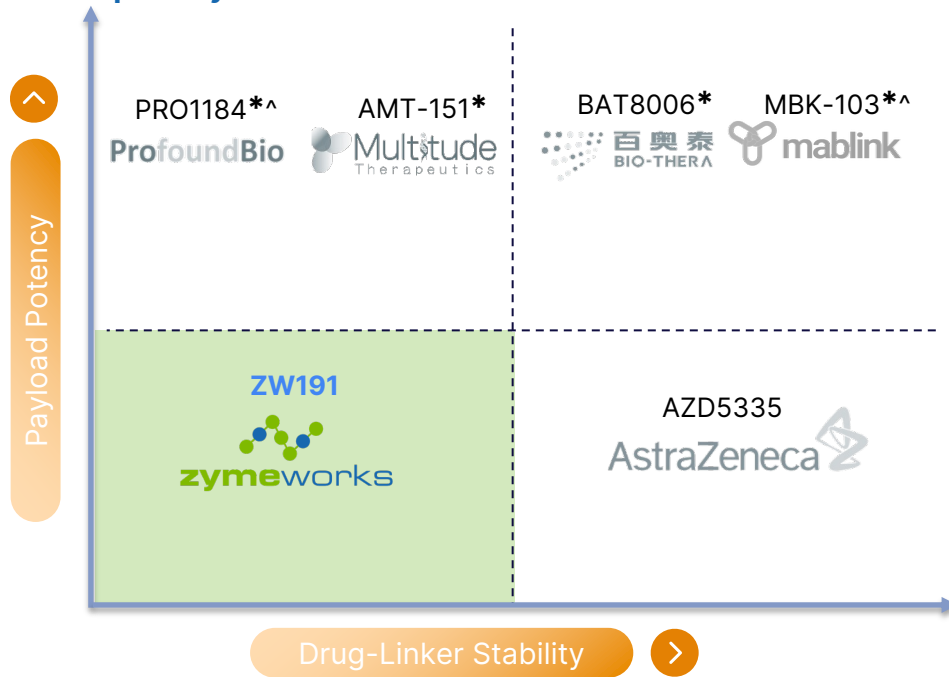 PRO1184*^
ProfoundBio
AMT-151*
Multitude
Therapeutics
BAT8006*
百奥泰
BIO-THERA
MBK-103*^
mablink
Payload Potency
ZW191
zymeworks
AZD5335
AstraZeneca
Drug-Linker Stability